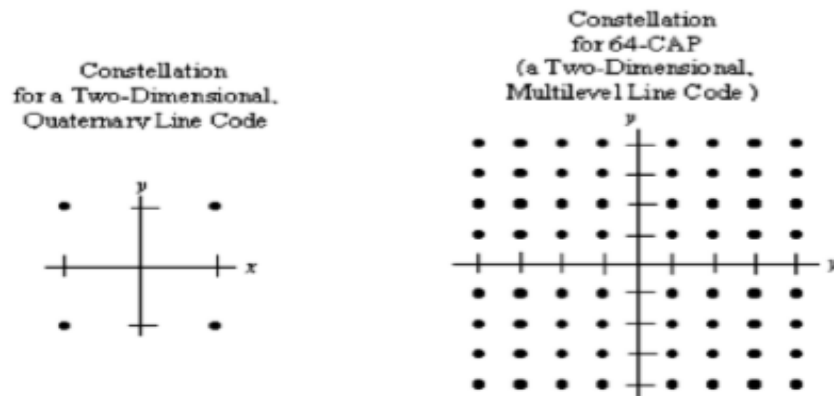 Constellation
for a Two-Dimensional,
Quaternary Line Code
y
x
Constellation
for 64-CAP
(a Two-Dimensional,
Multilevel Line Code )
y